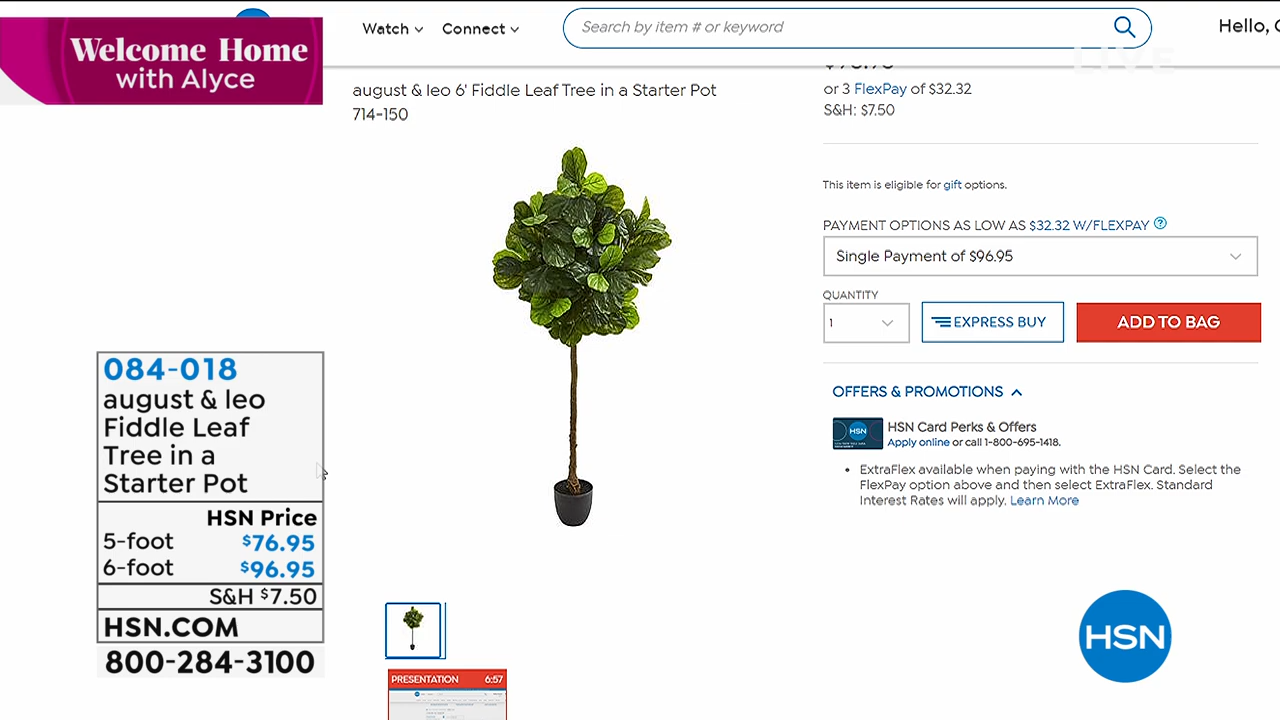 Welcome Home
with Alyce
Watch
Connect
Search by item # or keyword
Hello,
LIVE
august & leo 6' Fiddle Leaf Tree in a Starter Pot
714-150
or 3 FlexPay of $32.32
S&H: $7.50
This item is eligible for gift options.
PAYMENT OPTIONS AS LOW AS $32.32 W/FLEXPAY ?
Single Payment of $96.95
QUANTITY
1
EXPRESS BUY
ADD TO BAG
OFFERS & PROMOTIONS
HSN
HSN Card Perks & Offers
Apply online or call 1-800-695-1418.
• ExtraFlex available when paying with the HSN Card. Select the
FlexPay option above and then select ExtraFlex. Standard
Interest Rates will apply. Learn More
084-018
august & leo
Fiddle Leaf
Tree in a
Starter Pot
HSN Price
5-foot $76.95
6-foot $96.95
S&H $7.50
HSN.COM
800-284-3100
PRESENTATION 6:57
HSN